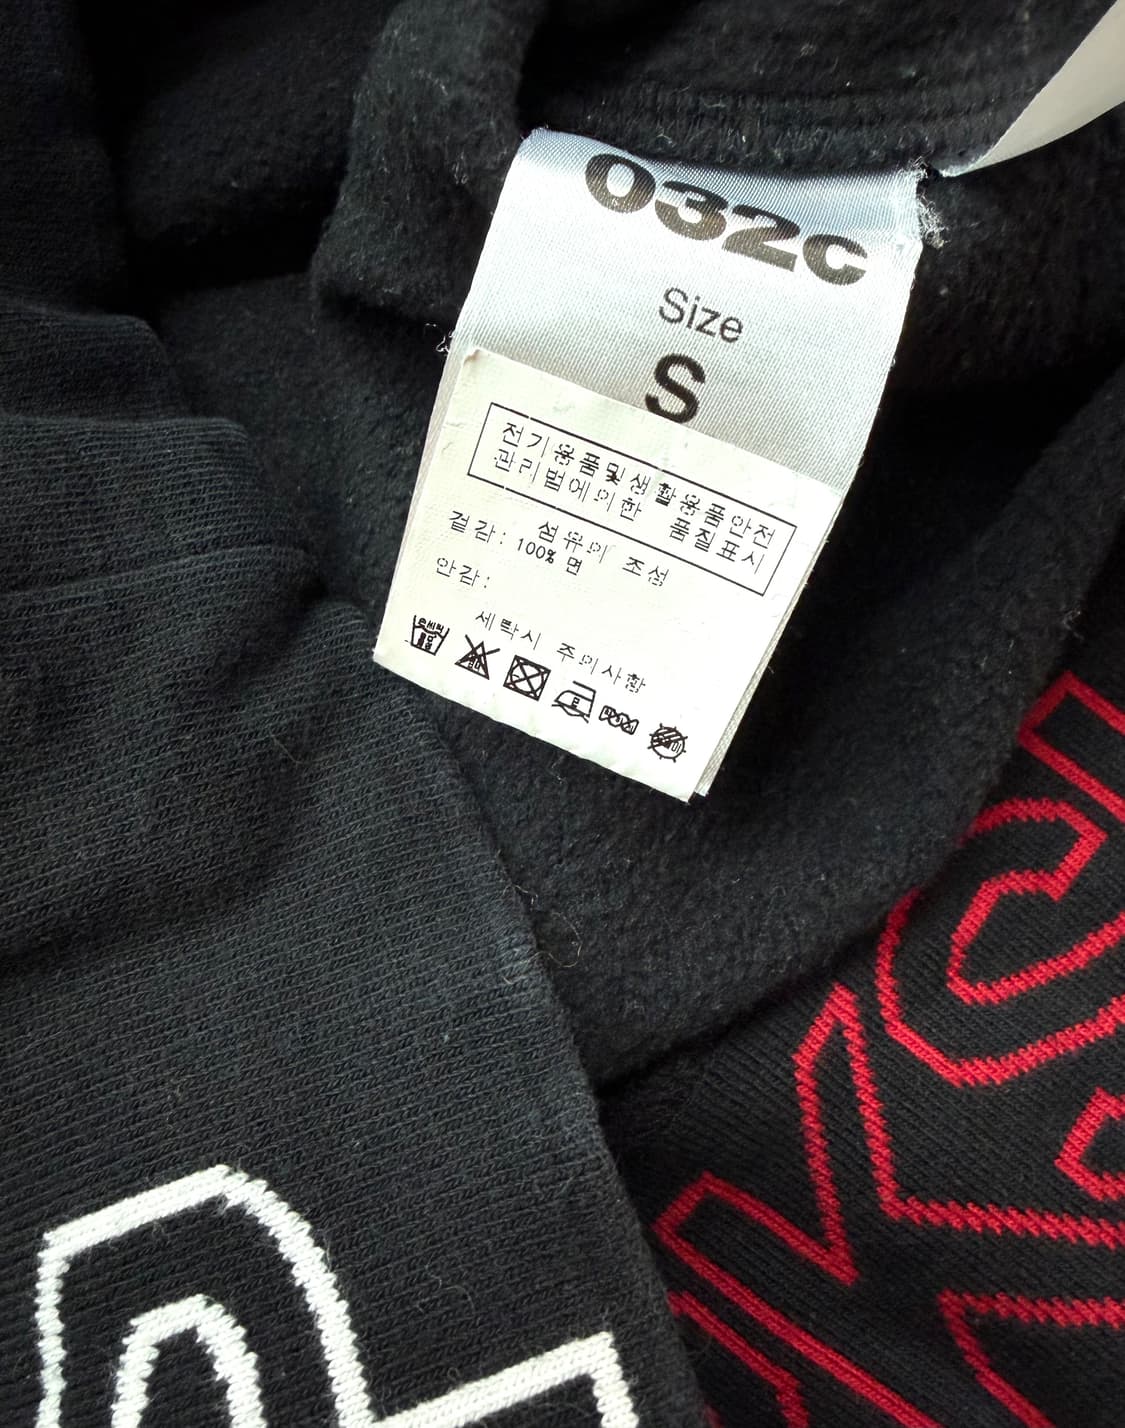 032c
Size
S
전기용품및생활용품안전
관리법에의한 품질표시
섬유의 조성
겉감: 100% 면
안감:
세탁시 주의사항